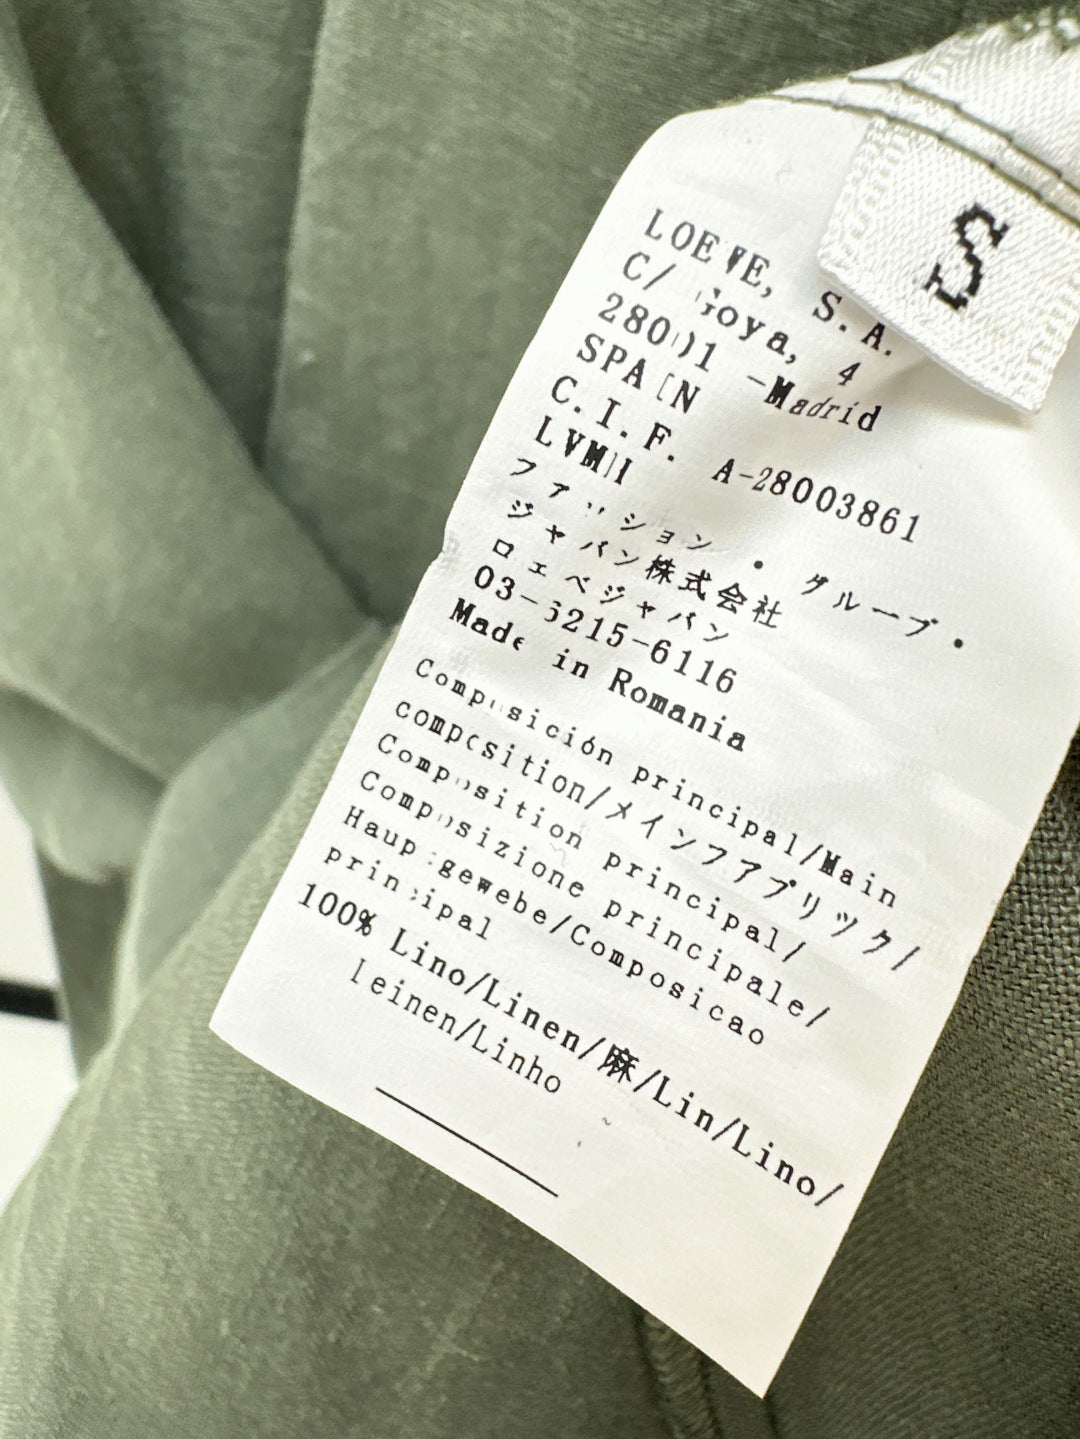 S
LOEWE, S.A.
C/ Goya, 4
28001 -Madrid
SPAIN
C.I.F. A-28003861
LVMH
ファッション・グループ・
ジャパン株式会社
ロエベジャパン
03-6215-6116
Made in Romania
Composición principal/Main
composition/メインファブリック/
Composition principal/
Composizione principale/
Hauptgewebe/Composicao
principal
100% Lino/Linen/麻/Lin/Lino/
Leinen/Linho